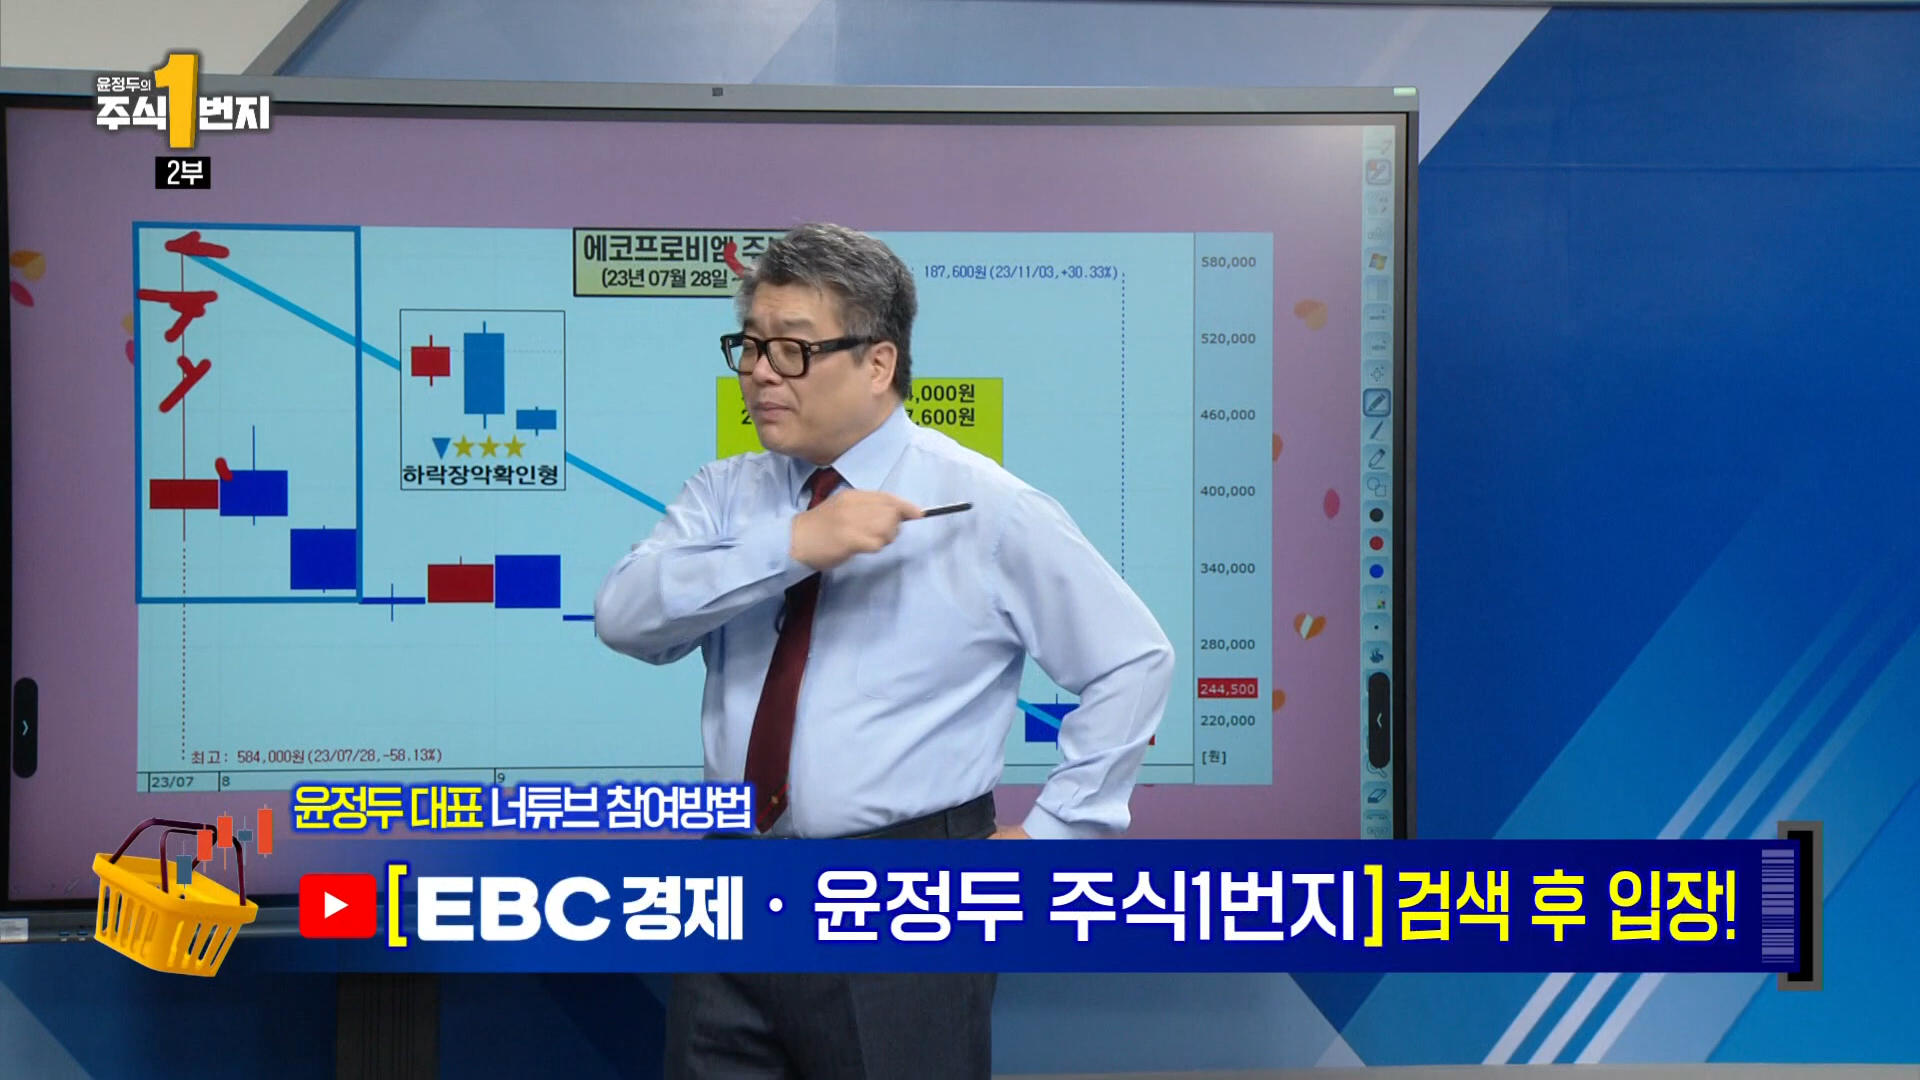 윤정두의
주식1번지
2부
에코프로비엠
(23년 07월 28일 ~
187,600원(23/11/03,+30.33%)
580,000
520,000
460,000
400,000
340,000
280,000
244,500
220,000
[원]
4,000원
7,600원
하락장악확인형
최고: 584,000원(23/07/28,-58.13%)
23/07
8
9
윤정두 대표 너튜브 참여방법
[EBC 경제 · 윤정두 주식1번지] 검색 후 입장!